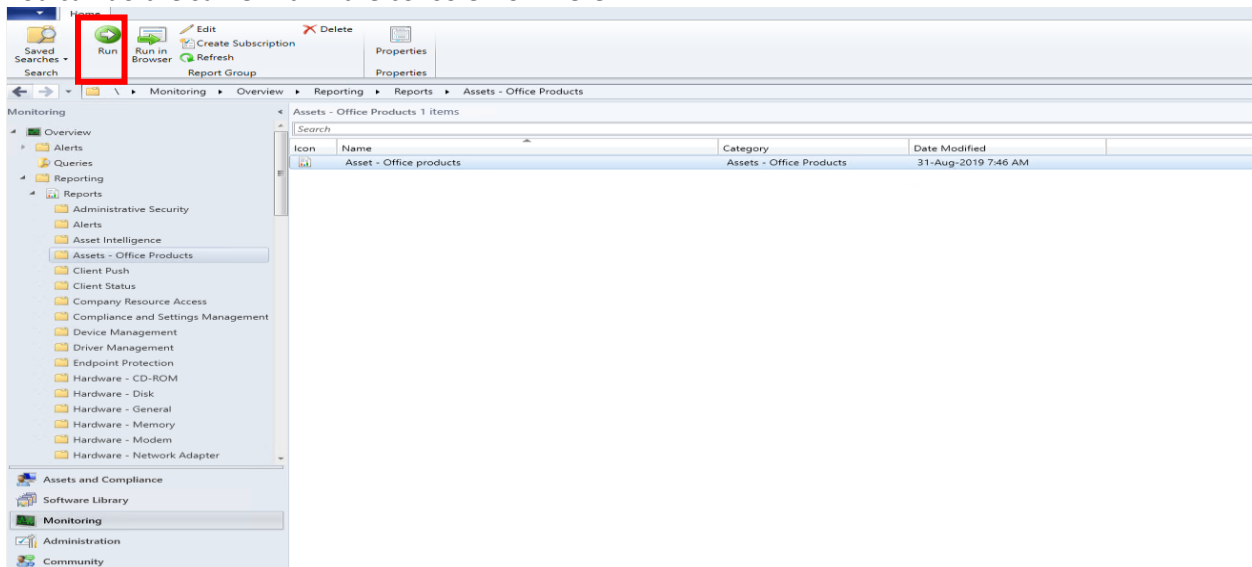 Home
Saved Searches
Run
Run in Browser
Edit
Create Subscription
Refresh
Delete
Properties
Search
Report Group
Properties
\ Monitoring Overview Reporting Reports Assets - Office Products
Monitoring
Overview
Alerts
Queries
Reporting
Reports
Administrative Security
Alerts
Asset Intelligence
Assets - Office Products
Client Push
Client Status
Company Resource Access
Compliance and Settings Management
Device Management
Driver Management
Endpoint Protection
Hardware - CD-ROM
Hardware - Disk
Hardware - General
Hardware - Memory
Hardware - Modem
Hardware - Network Adapter
Assets and Compliance
Software Library
Monitoring
Administration
Community
Assets - Office Products 1 items
Search
Icon Name Category Date Modified
Asset - Office products Assets - Office Products 31-Aug-2019 7:46 AM